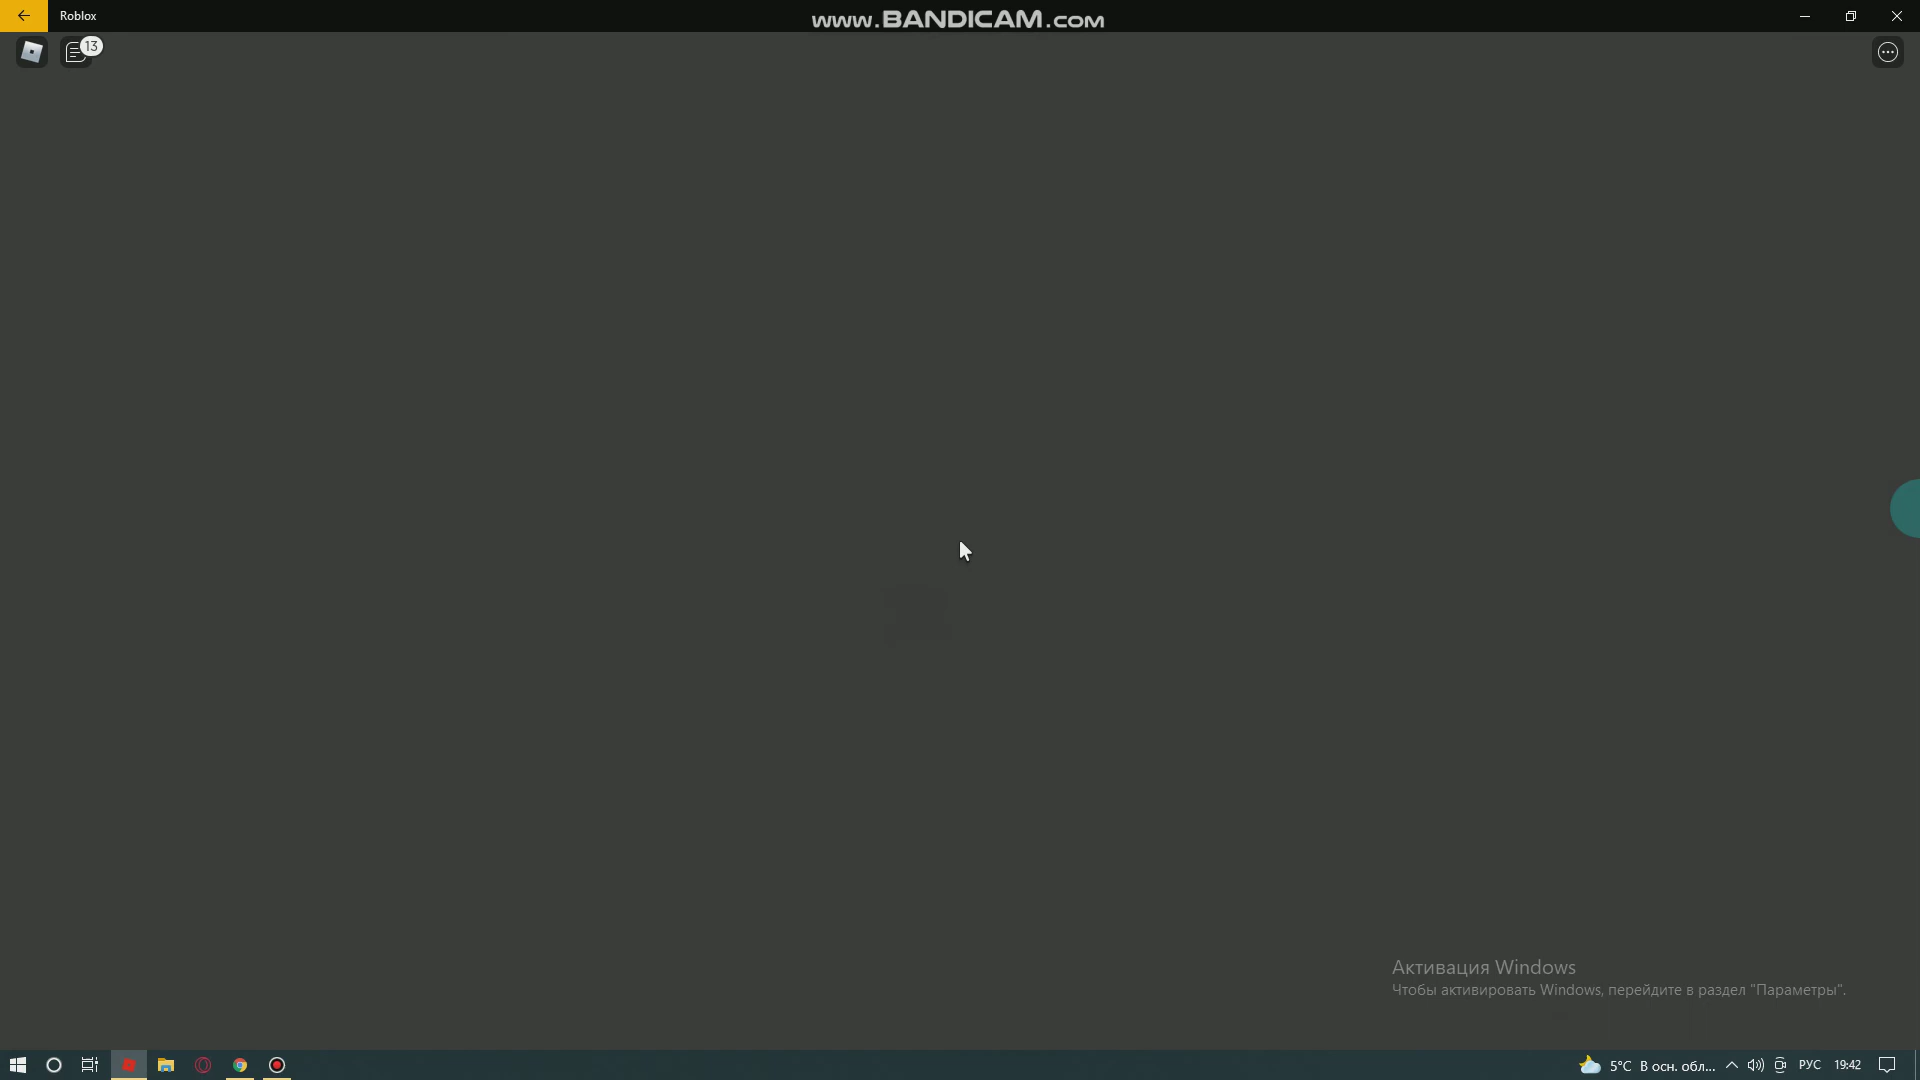 Roblox
www.BANDICAM.com
13
Активация Windows
Чтобы активировать Windows, перейдите в раздел "Параметры".
5°C В осн. обл...
РУС
19:42